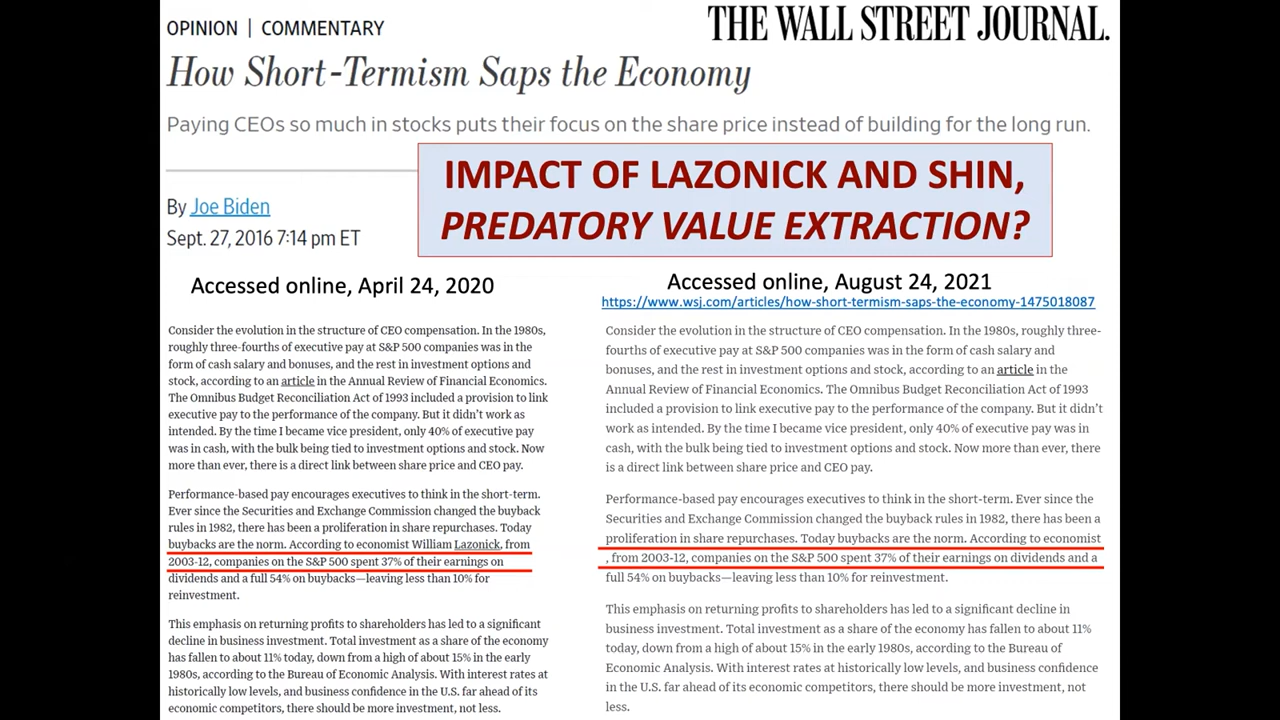 OPINION | COMMENTARY
THE WALL STREET JOURNAL.
How Short-Termism Saps the Economy
Paying CEOs so much in stocks puts their focus on the share price instead of building for the long run.
IMPACT OF LAZONICK AND SHIN,
PREDATORY VALUE EXTRACTION?
By Joe Biden
Sept. 27, 2016 7:14 pm ET
Accessed online, April 24, 2020
Consider the evolution in the structure of CEO compensation. In the 1980s,
roughly three-fourths of executive pay at S&P 500 companies was in the
form of cash salary and bonuses, and the rest in investment options and
stock, according to an article in the Annual Review of Financial Economics.
The Omnibus Budget Reconciliation Act of 1993 included a provision to link
executive pay to the performance of the company. But it didn't work as
intended. By the time I became vice president, only 40% of executive pay
was in cash, with the bulk being tied to investment options and stock. Now
more than ever, there is a direct link between share price and CEO pay.
Performance-based pay encourages executives to think in the short-term.
Ever since the Securities and Exchange Commission changed the buyback
rules in 1982, there has been a proliferation in share repurchases. Today
buybacks are the norm. According to economist William Lazonick, from
2003-12, companies on the S&P 500 spent 37% of their earnings on
dividends and a full 54% on buybacks—leaving less than 10% for
reinvestment.
This emphasis on returning profits to shareholders has led to a significant
decline in business investment. Total investment as a share of the economy
has fallen to about 11% today, down from a high of about 15% in the early
1980s, according to the Bureau of Economic Analysis. With interest rates at
historically low levels, and business confidence in the U.S. far ahead of its
economic competitors, there should be more investment, not less.
Accessed online, August 24, 2021
https://www.wsj.com/articles/how-short-termism-saps-the-economy-1475018087
Consider the evolution in the structure of CEO compensation. In the 1980s, roughly three-
fourths of executive pay at S&P 500 companies was in the form of cash salary and
bonuses, and the rest in investment options and stock, according to an article in the
Annual Review of Financial Economics. The Omnibus Budget Reconciliation Act of 1993
included a provision to link executive pay to the performance of the company. But it didn't
work as intended. By the time I became vice president, only 40% of executive pay was in
cash, with the bulk being tied to investment options and stock. Now more than ever, there
is a direct link between share price and CEO pay.
Performance-based pay encourages executives to think in the short-term. Ever since the
Securities and Exchange Commission changed the buyback rules in 1982, there has been a
proliferation in share repurchases. Today buybacks are the norm. According to economist
, from 2003-12, companies on the S&P 500 spent 37% of their earnings on dividends and a
full 54% on buybacks—leaving less than 10% for reinvestment.
This emphasis on returning profits to shareholders has led to a significant decline in
business investment. Total investment as a share of the economy has fallen to about 11%
today, down from a high of about 15% in the early 1980s, according to the Bureau of
Economic Analysis. With interest rates at historically low levels, and business confidence
in the U.S. far ahead of its economic competitors, there should be more investment, not
less.